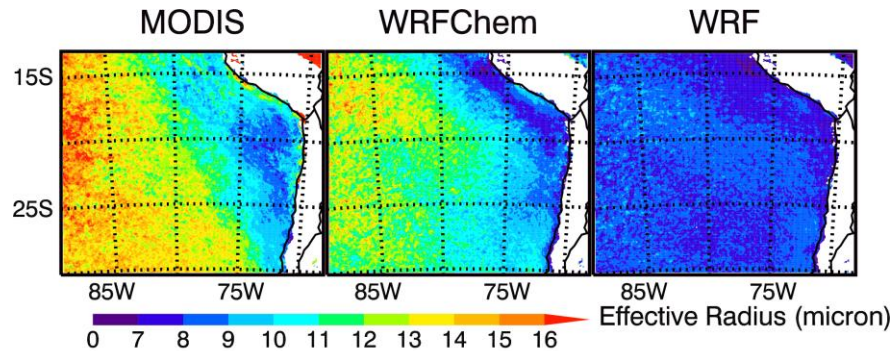 MODIS WRFChem WRF
15S
25S
85W 75W 85W 75W 85W 75W
Effective Radius (micron)
0 7 8 9 10 11 12 13 14 15 16